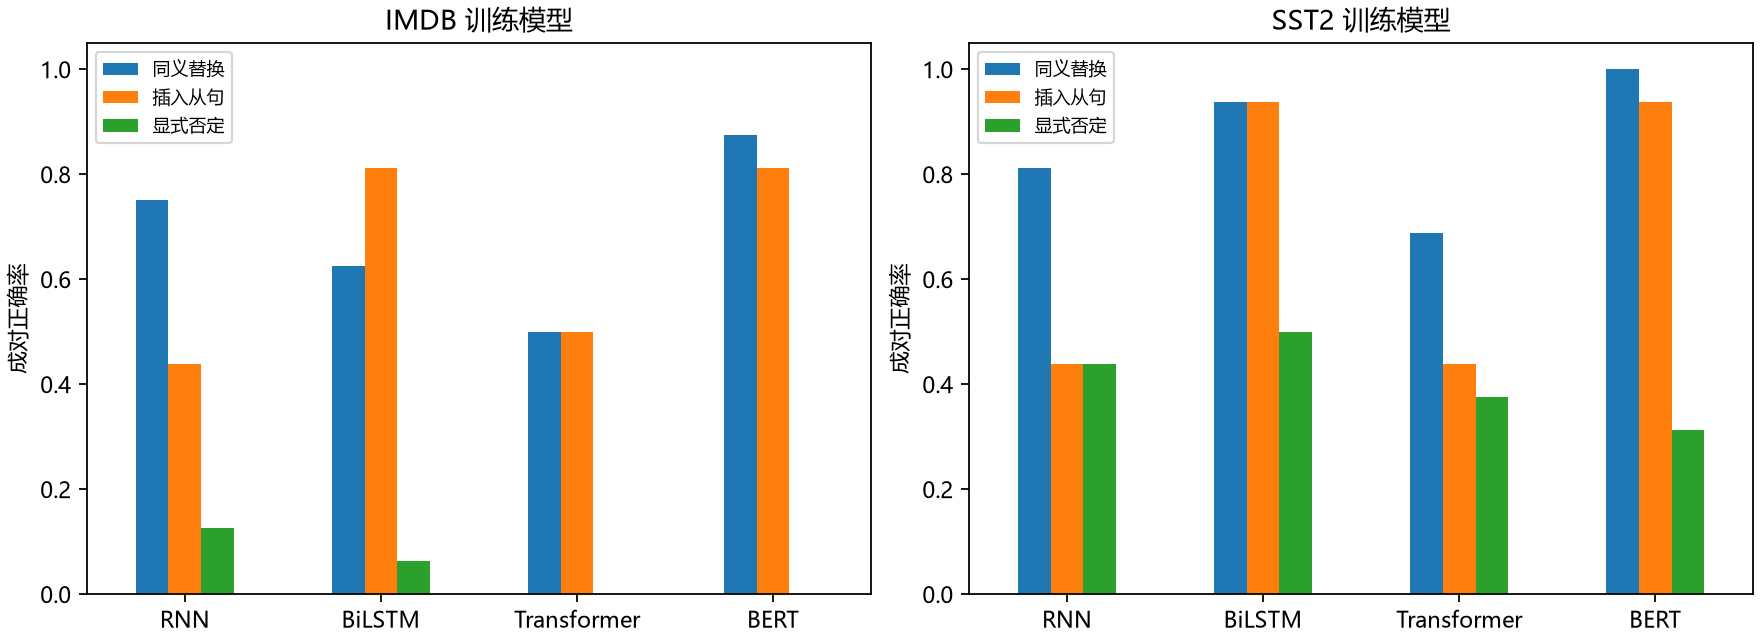 IMDB 训练模型
同义替换
插入从句
显式否定
成对正确率
1.0
0.8
0.6
0.4
0.2
0.0
RNN
BiLSTM
Transformer
BERT
SST2 训练模型
同义替换
插入从句
显式否定
成对正确率
1.0
0.8
0.6
0.4
0.2
0.0
RNN
BiLSTM
Transformer
BERT